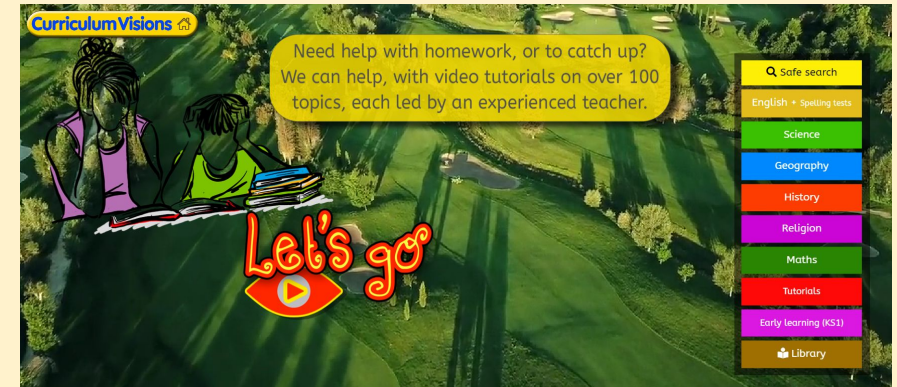 Curriculum Visions
Need help with homework, or to catch up?
We can help, with video tutorials on over 100
topics, each led by an experienced teacher.
Let's go
Safe search
English + Spelling tests
Science
Geography
History
Religion
Maths
Tutorials
Early learning (KS1)
Library